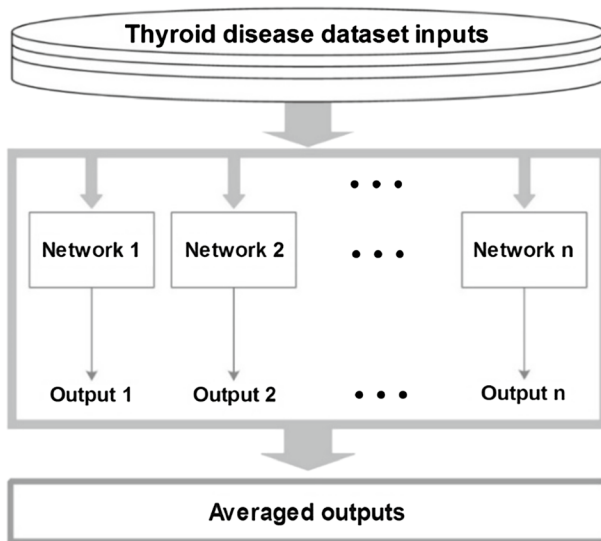 Thyroid disease dataset inputs
• • •
Network 1 Network 2 • • • Network n
Output 1 Output 2 • • • Output n
Averaged outputs